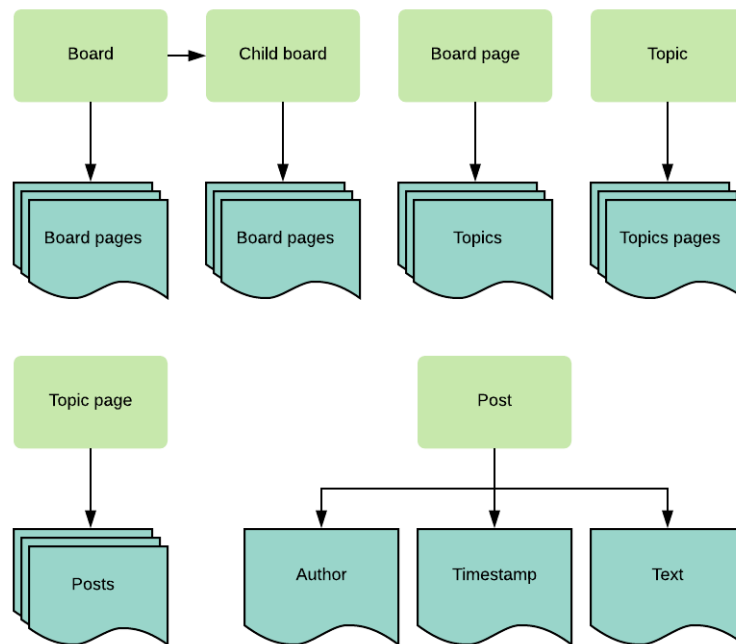 Board
Child board
Board page
Topic
Board pages
Board pages
Topics
Topics pages
Topic page
Post
Posts
Author
Timestamp
Text